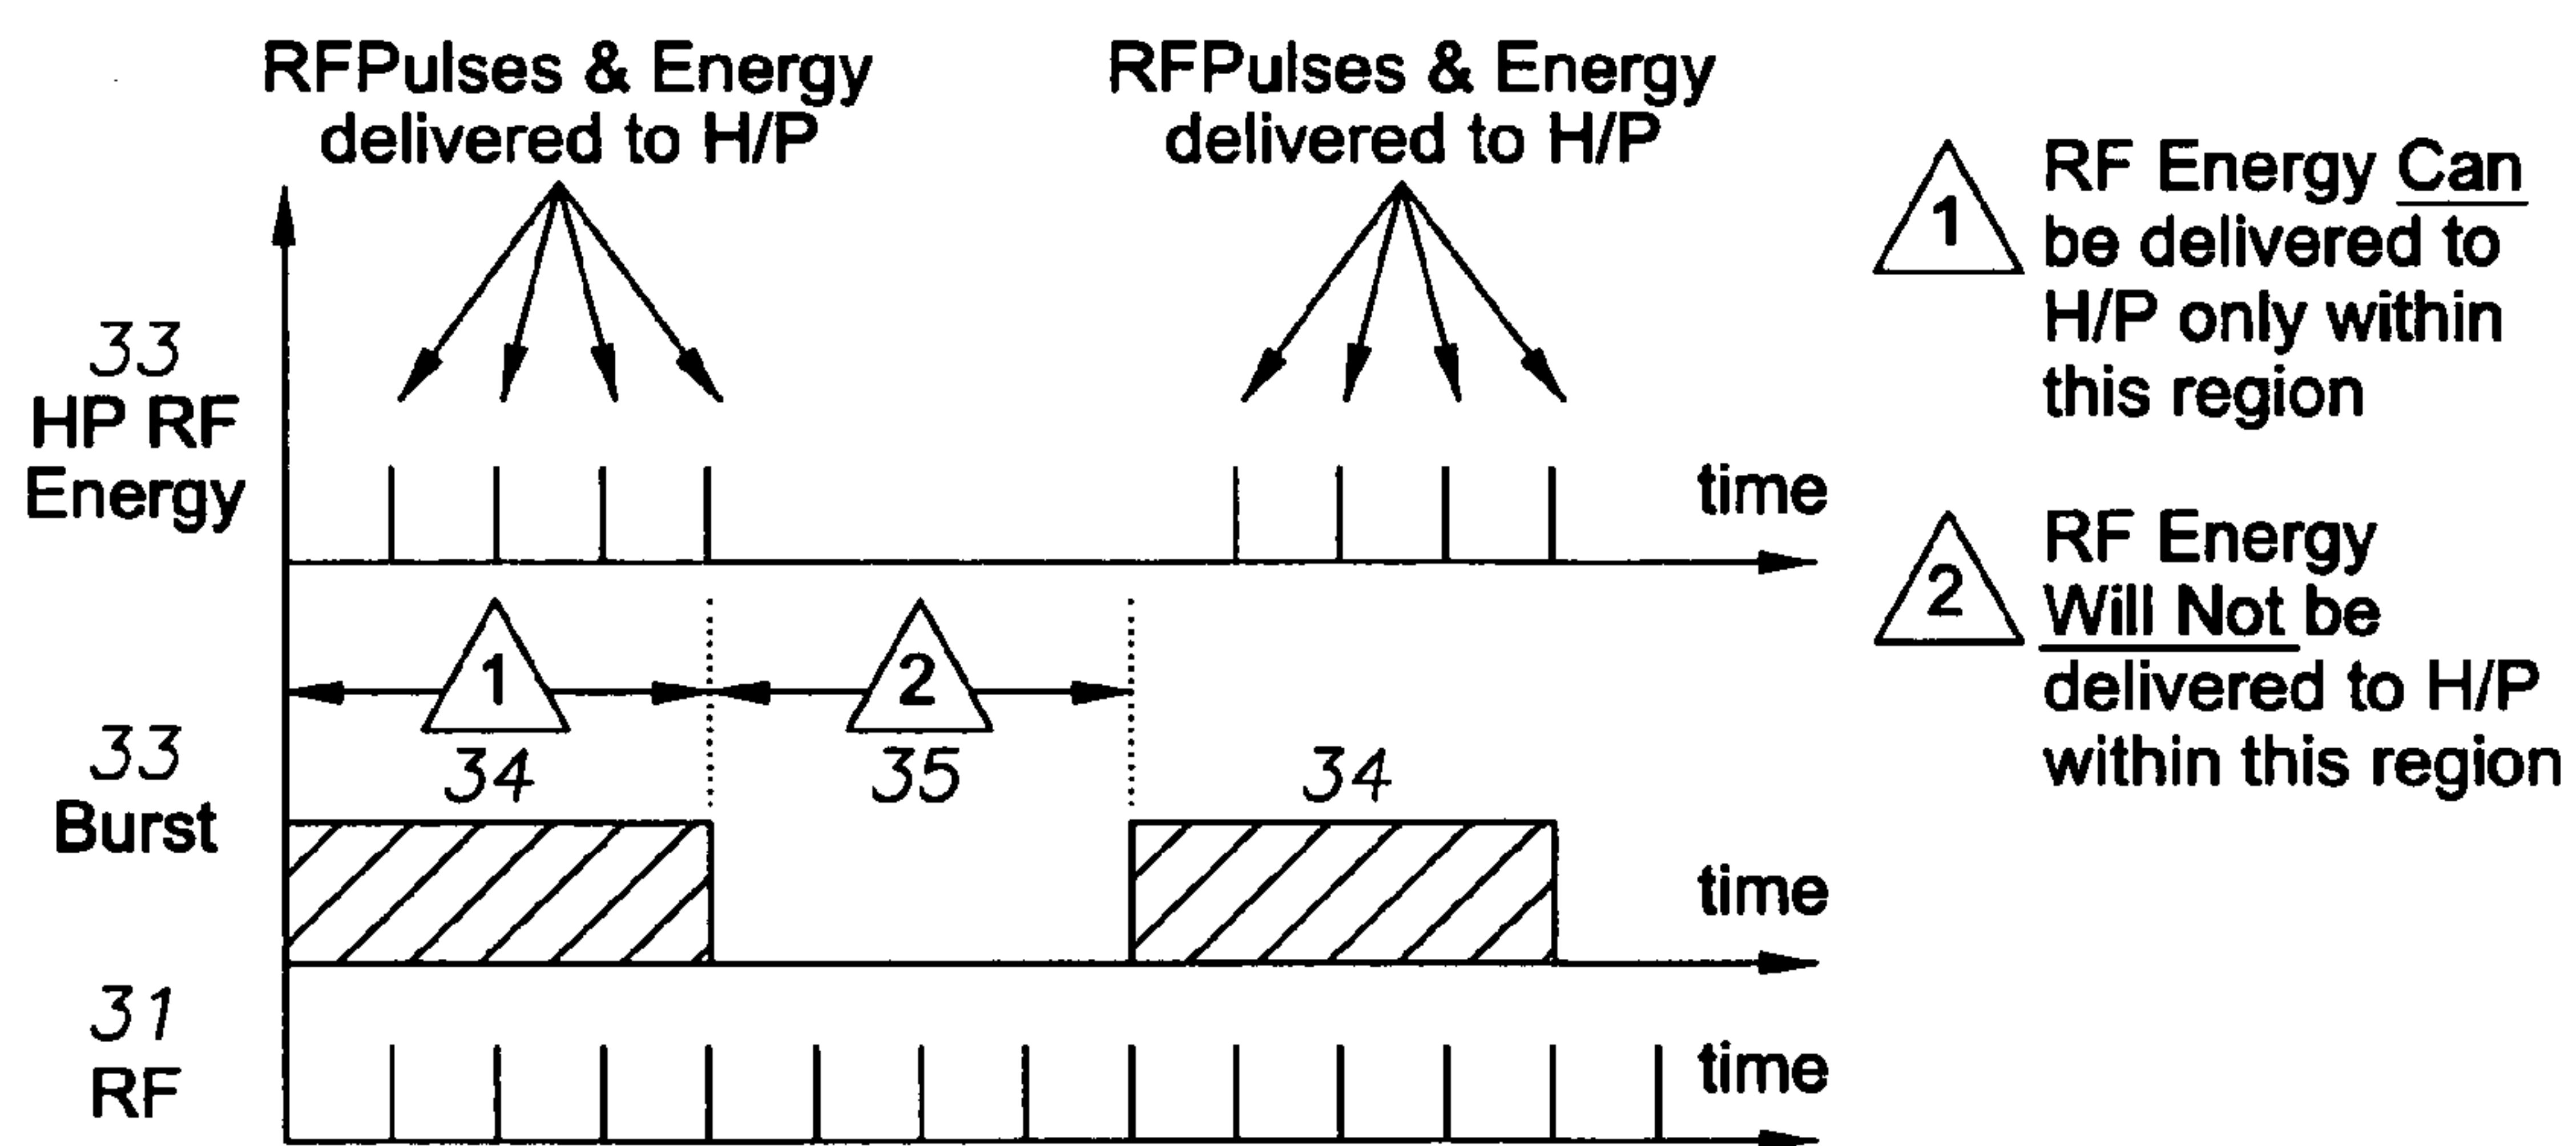 RFPulses & Energy
delivered to H/P
RFPulses & Energy
delivered to H/P
1
RF Energy Can
be delivered to
H/P only within
this region
33
HP RF
Energy
time
2
RF Energy
Will Not be
delivered to H/P
within this region
1
2
33
Burst
34
35
34
time
31
RF
time